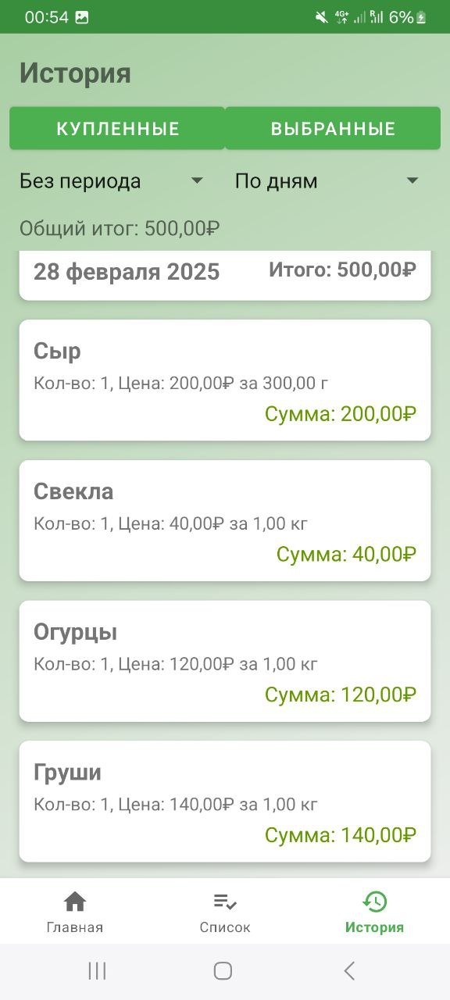 00:54 4G+ R 6%
История
КУПЛЕННЫЕ ВЫБРАННЫЕ
Без периода По дням
Общий итог: 500,00₽
28 февраля 2025 Итого: 500,00₽
Сыр
Кол-во: 1, Цена: 200,00₽ за 300,00 г
Сумма: 200,00₽
Свекла
Кол-во: 1, Цена: 40,00₽ за 1,00 кг
Сумма: 40,00₽
Огурцы
Кол-во: 1, Цена: 120,00₽ за 1,00 кг
Сумма: 120,00₽
Груши
Кол-во: 1, Цена: 140,00₽ за 1,00 кг
Сумма: 140,00₽
Главная Список История